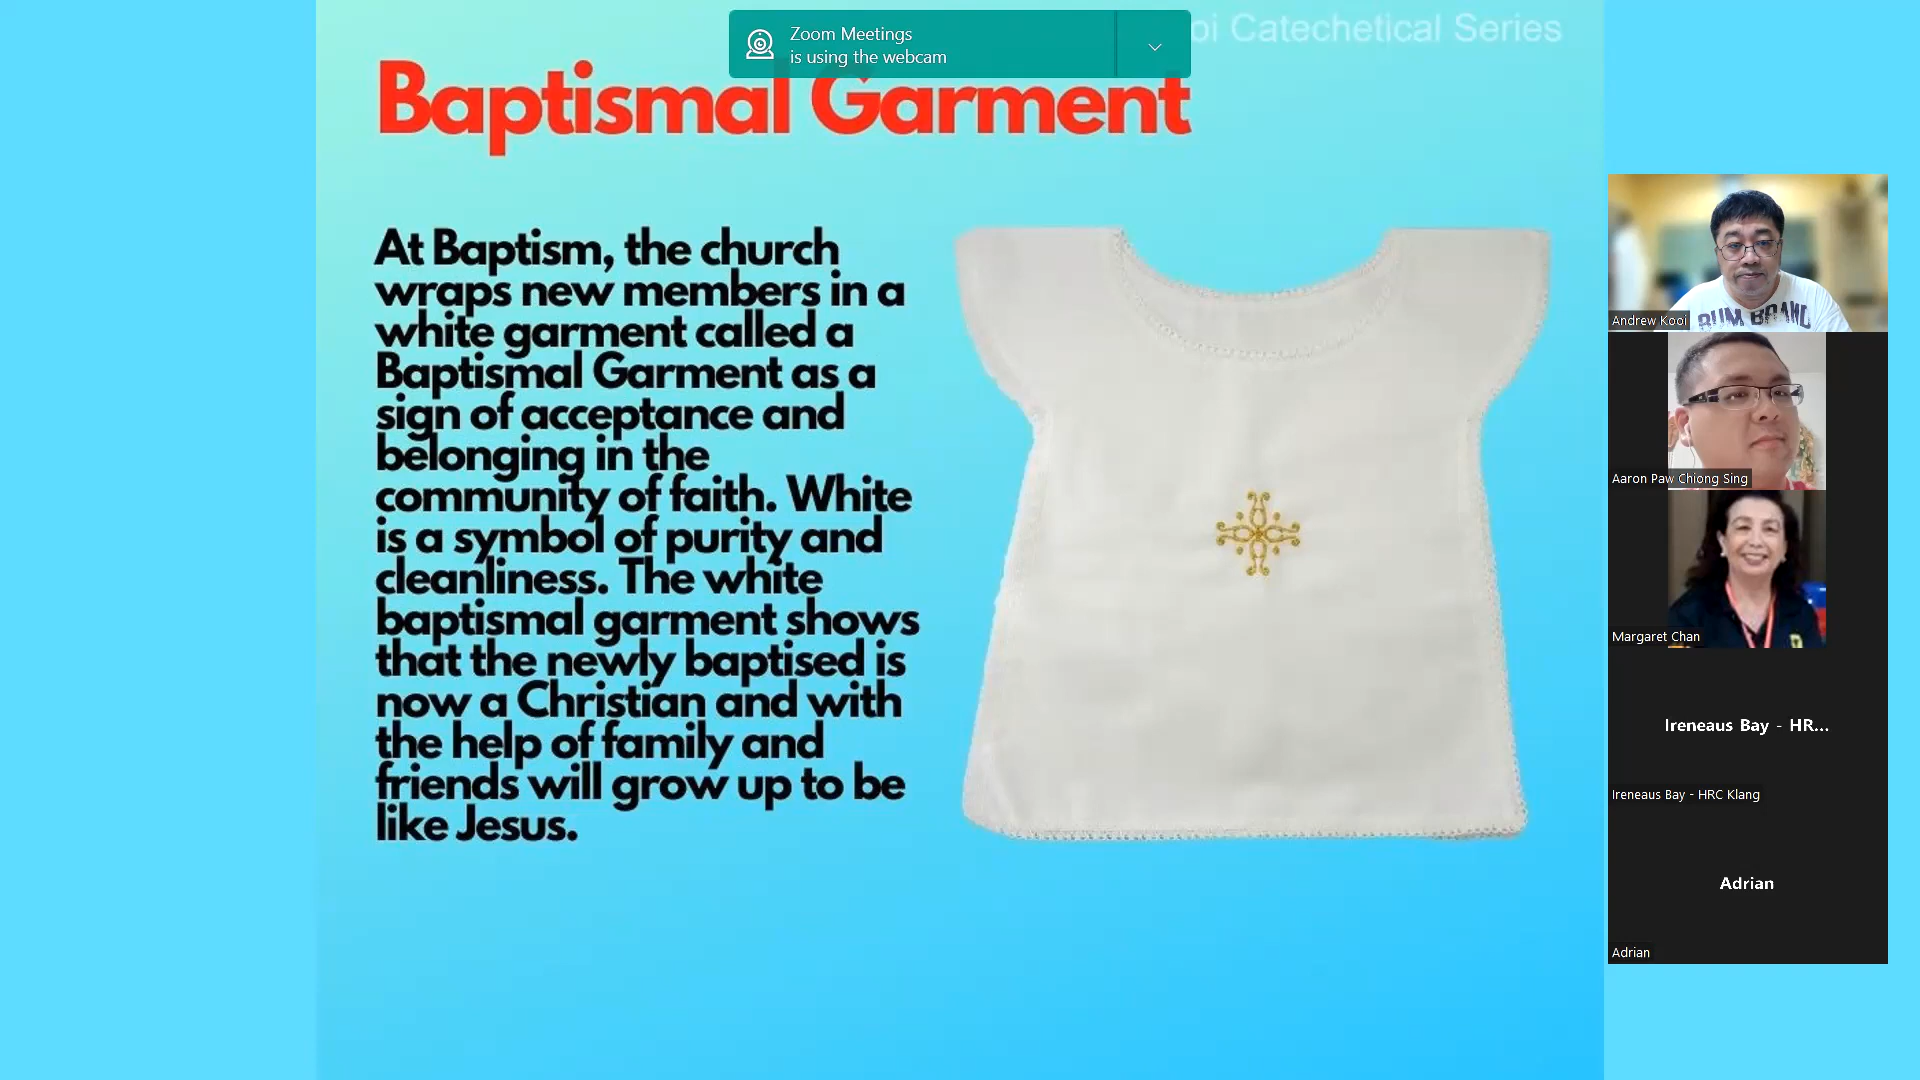 oi Catechetical Series
Zoom Meetings
is using the webcam
Baptismal Garment
At Baptism, the church
wraps new members in a
white garment called a
Baptismal Garment as a
sign of acceptance and
belonging in the
community of faith. White
is a symbol of purity and
cleanliness. The white
baptismal garment shows
that the newly baptised is
now a Christian and with
the help of family and
friends will grow up to be
like Jesus.
BUM BRAND
Andrew Kooi
Aaron Paw Chiong Sing
Margaret Chan
Ireneaus Bay - HR...
Ireneaus Bay - HRC Klang
Adrian
Adrian